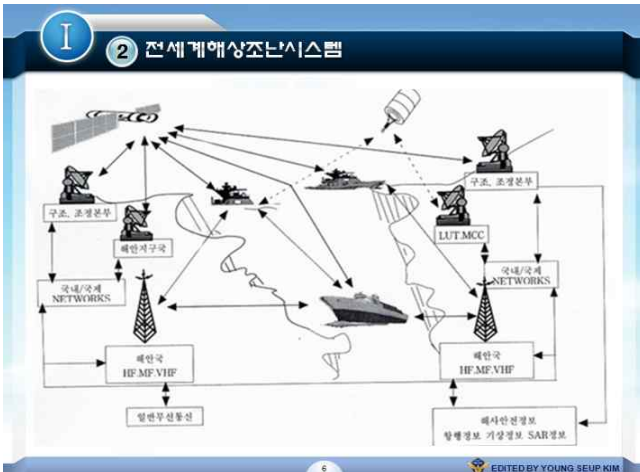 I
2 전세계해상조난시스템
구조, 조정본부
해안지구국
국내/국제
NETWORKS
해안국
HF.MF.VHF
일반무선통신
구조, 조정본부
LUT.MCC
국내/국제
NETWORKS
해안국
HF.MF.VHF
해사안전정보
항행정보 기상정보 SAR정보
6
EDITED BY YOUNG SEUP KIM